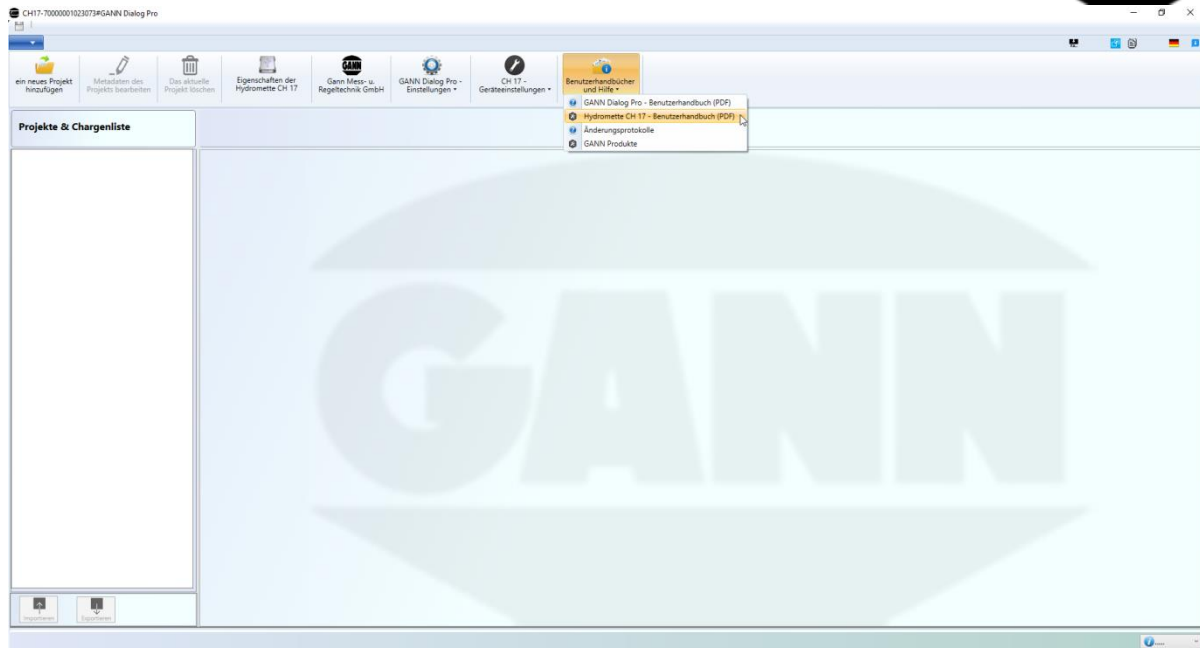 CH17-70000001023073#GANN Dialog Pro
ein neues Projekt
hinzufügen
Metadaten des
Projekts bearbeiten
Das aktuelle
Projekt löschen
Eigenschaften der
Hydromette CH 17
GANN
Gann Mess- u.
Regeltechnik GmbH
GANN Dialog Pro -
Einstellungen
CH 17 -
Geräteeinstellungen
Benutzerhandbücher
und Hilfe
GANN Dialog Pro - Benutzerhandbuch (PDF)
Hydromette CH 17 - Benutzerhandbuch (PDF)
Änderungsprotokolle
GANN Produkte
Projekte & Chargenliste
GANN
Importieren
Exportieren
.....